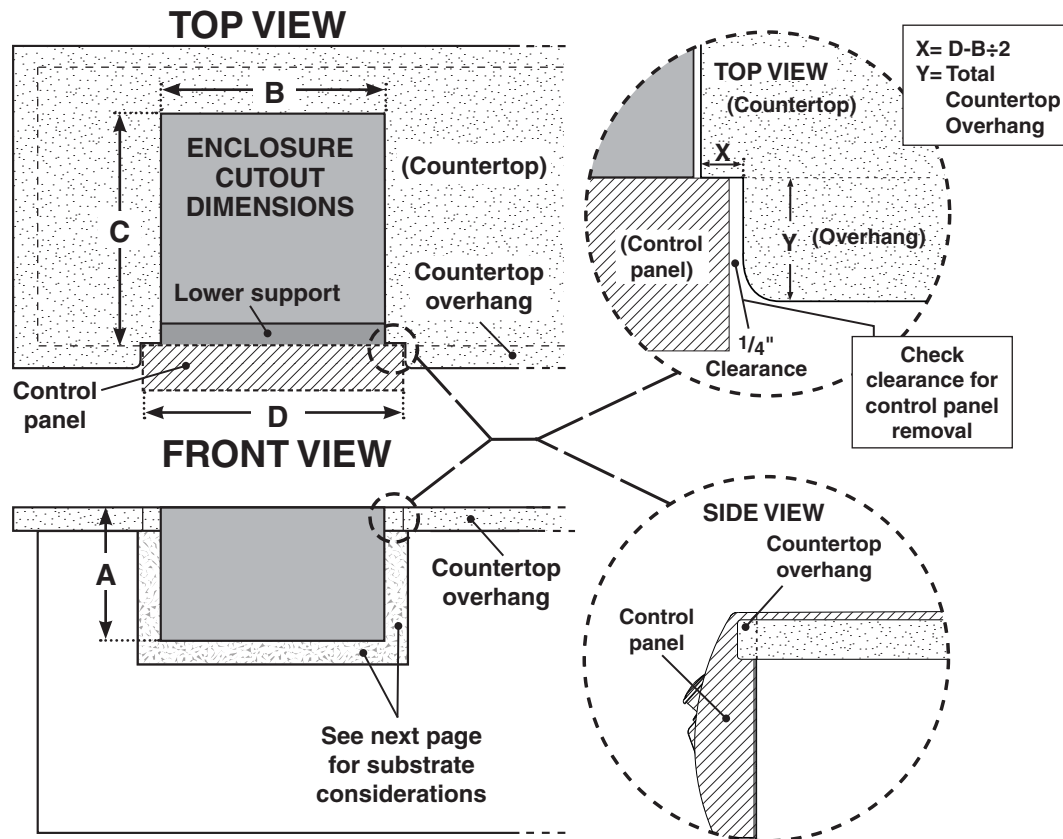 TOP VIEW
B
C
ENCLOSURE
CUTOUT
DIMENSIONS
(Countertop)
Lower support
Countertop
overhang
Control
panel
D
TOP VIEW
(Countertop)
X
Y
(Control
panel)
(Overhang)
1/4"
Clearance
X= D-B÷2
Y= Total
Countertop
Overhang
Check
clearance for
control panel
removal
FRONT VIEW
A
Countertop
overhang
See next page
for substrate
considerations
SIDE VIEW
Countertop
overhang
Control
panel